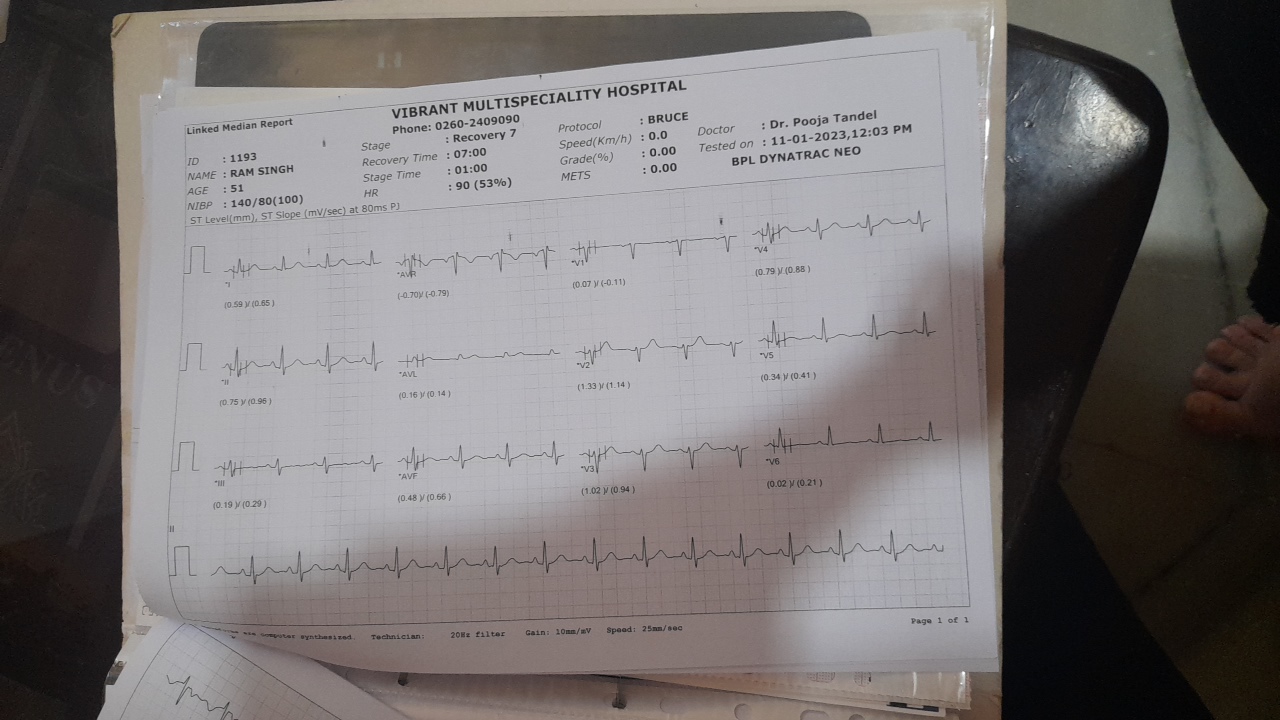 VIBRANT MULTISPECIALITY HOSPITAL
Phone: 0260-2409090
Linked Median Report
ID : 1193
NAME : RAM SINGH
AGE : 51
NIBP : 140/80(100)
Stage : Recovery 7
Recovery Time : 07:00
Stage Time : 01:00
HR : 90 (53%)
Protocol : BRUCE
Speed(Km/h) : 0.0
Grade(%) : 0.00
METS : 0.00
Doctor : Dr. Pooja Tandel
Tested on : 11-01-2023,12:03 PM
BPL DYNATRAC NEO
ST Level(mm), ST Slope (mV/sec) at 80ms PJ
*I (0.59 )/ (0.85)
*AVR (-0.70)/ (-0.79)
*V1 (0.07 )/ (-0.11)
*V4 (0.79 )/ (0.88 )
*II (0.75 )/ (0.96 )
*AVL (0.16 )/ (0.14 )
*V2 (1.33 )/ (1.14 )
*V5 (0.34 )/ (0.41 )
*III (0.19 )/ (0.29 )
*AVF (0.48 )/ (0.66 )
*V3 (1.02 )/ (0.94 )
*V6 (0.02 )/ (0.21 )
II
are computer synthesized Technician: 20Hz filter Gain: 10mm/mV Speed: 25mm/sec
Page 1 of 1